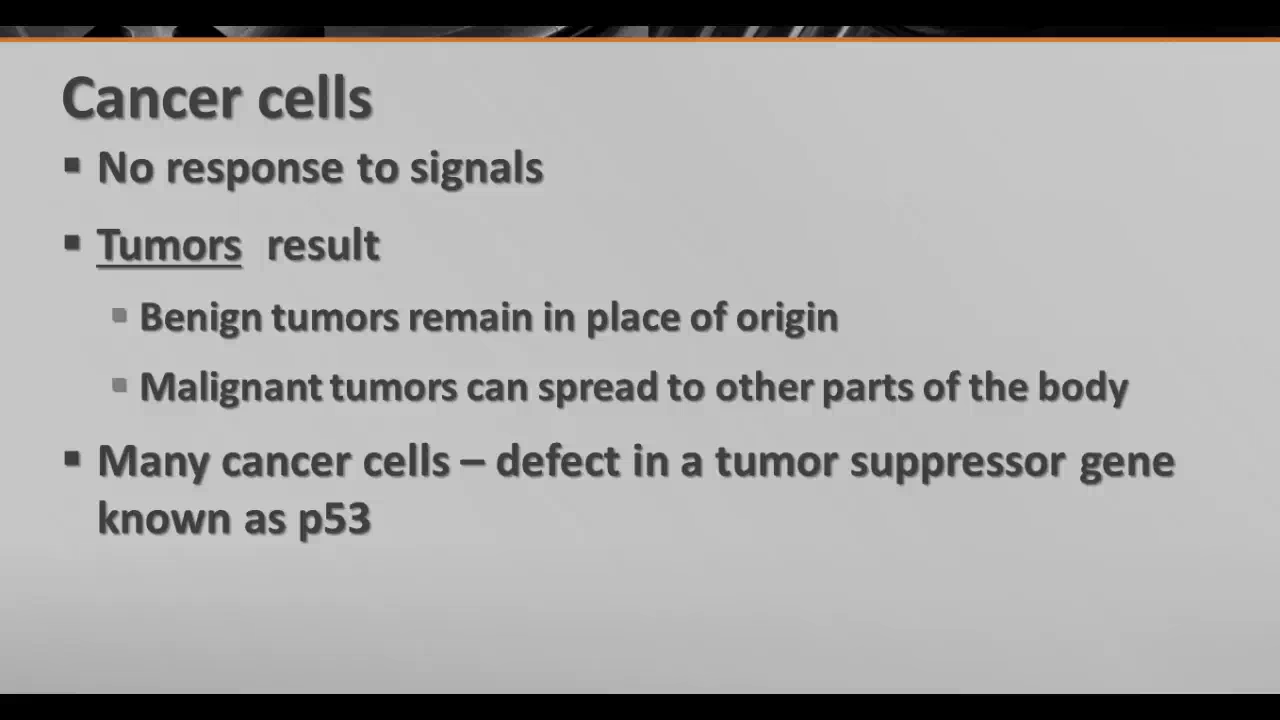 Cancer cells
▪ No response to signals
▪ Tumors result
▪ Benign tumors remain in place of origin
▪ Malignant tumors can spread to other parts of the body
▪ Many cancer cells – defect in a tumor suppressor gene
known as p53